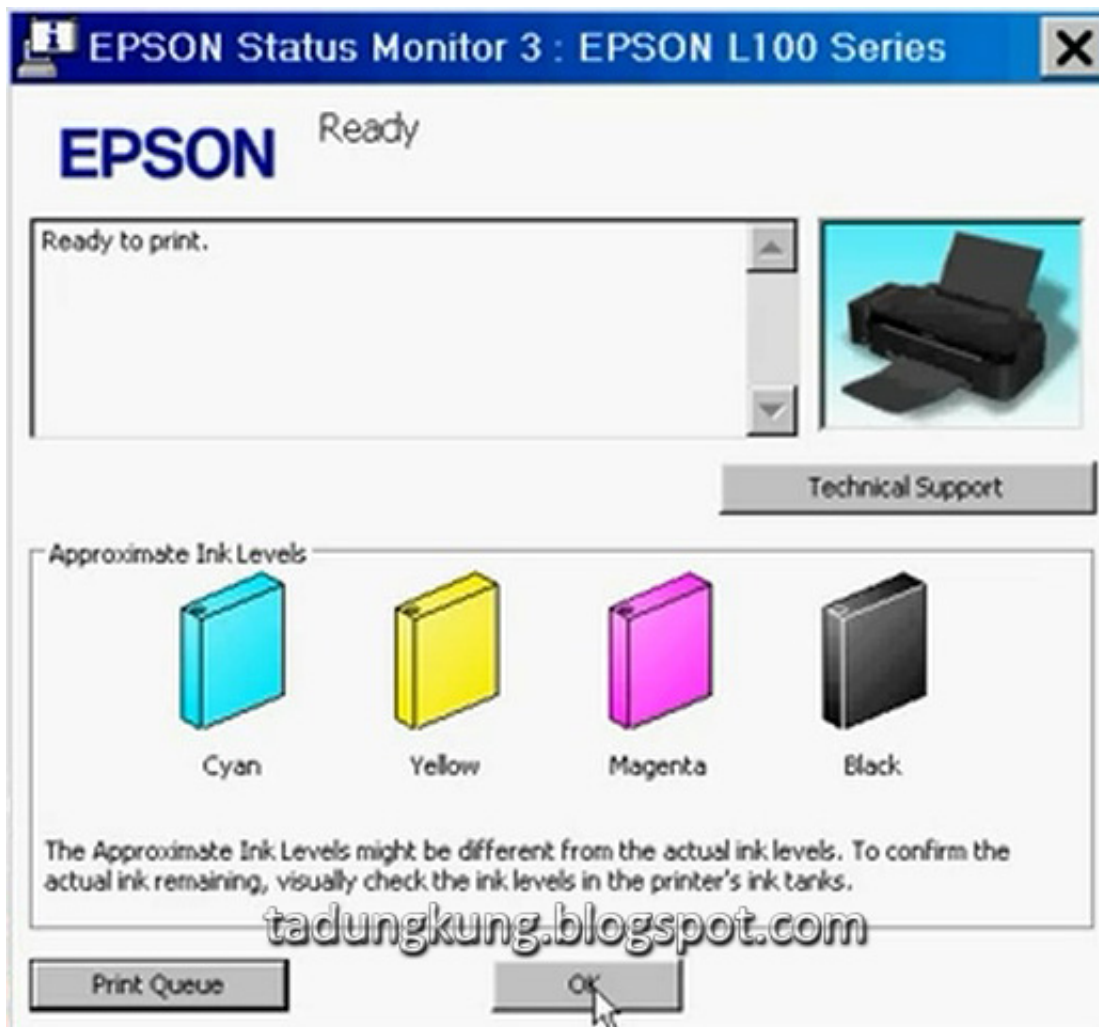 EPSON Status Monitor 3 : EPSON L100 Series
EPSON
Ready
Ready to print.
Technical Support
Approximate Ink Levels
Cyan
Yellow
Magenta
Black
The Approximate Ink Levels might be different from the actual ink levels. To confirm the
actual ink remaining, visually check the ink levels in the printer's ink tanks.
tadungkung.blogspot.com
Print Queue
OK